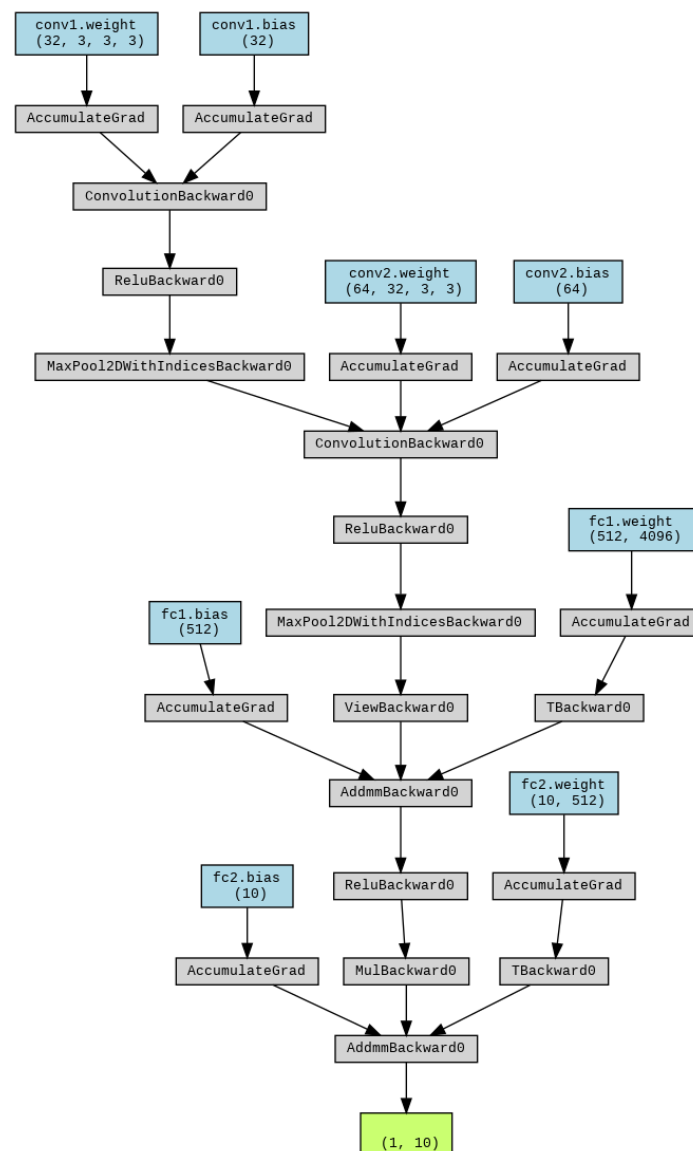 conv1.weight
(32, 3, 3, 3)
conv1.bias
(32)
AccumulateGrad
AccumulateGrad
ConvolutionBackward0
ReluBackward0
conv2.weight
(64, 32, 3, 3)
conv2.bias
(64)
MaxPool2DWithIndicesBackward0
AccumulateGrad
AccumulateGrad
ConvolutionBackward0
ReluBackward0
fc1.weight
(512, 4096)
fc1.bias
(512)
MaxPool2DWithIndicesBackward0
AccumulateGrad
AccumulateGrad
ViewBackward0
TBackward0
AddmmBackward0
fc2.weight
(10, 512)
fc2.bias
(10)
ReluBackward0
AccumulateGrad
AccumulateGrad
MulBackward0
TBackward0
AddmmBackward0
(1, 10)